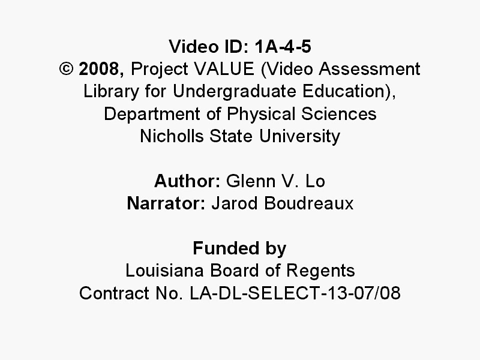 Video ID: 1A-4-5
© 2008, Project VALUE (Video Assessment
Library for Undergraduate Education),
Department of Physical Sciences
Nicholls State University
Author: Glenn V. Lo
Narrator: Jarod Boudreaux
Funded by
Louisiana Board of Regents
Contract No. LA-DL-SELECT-13-07/08